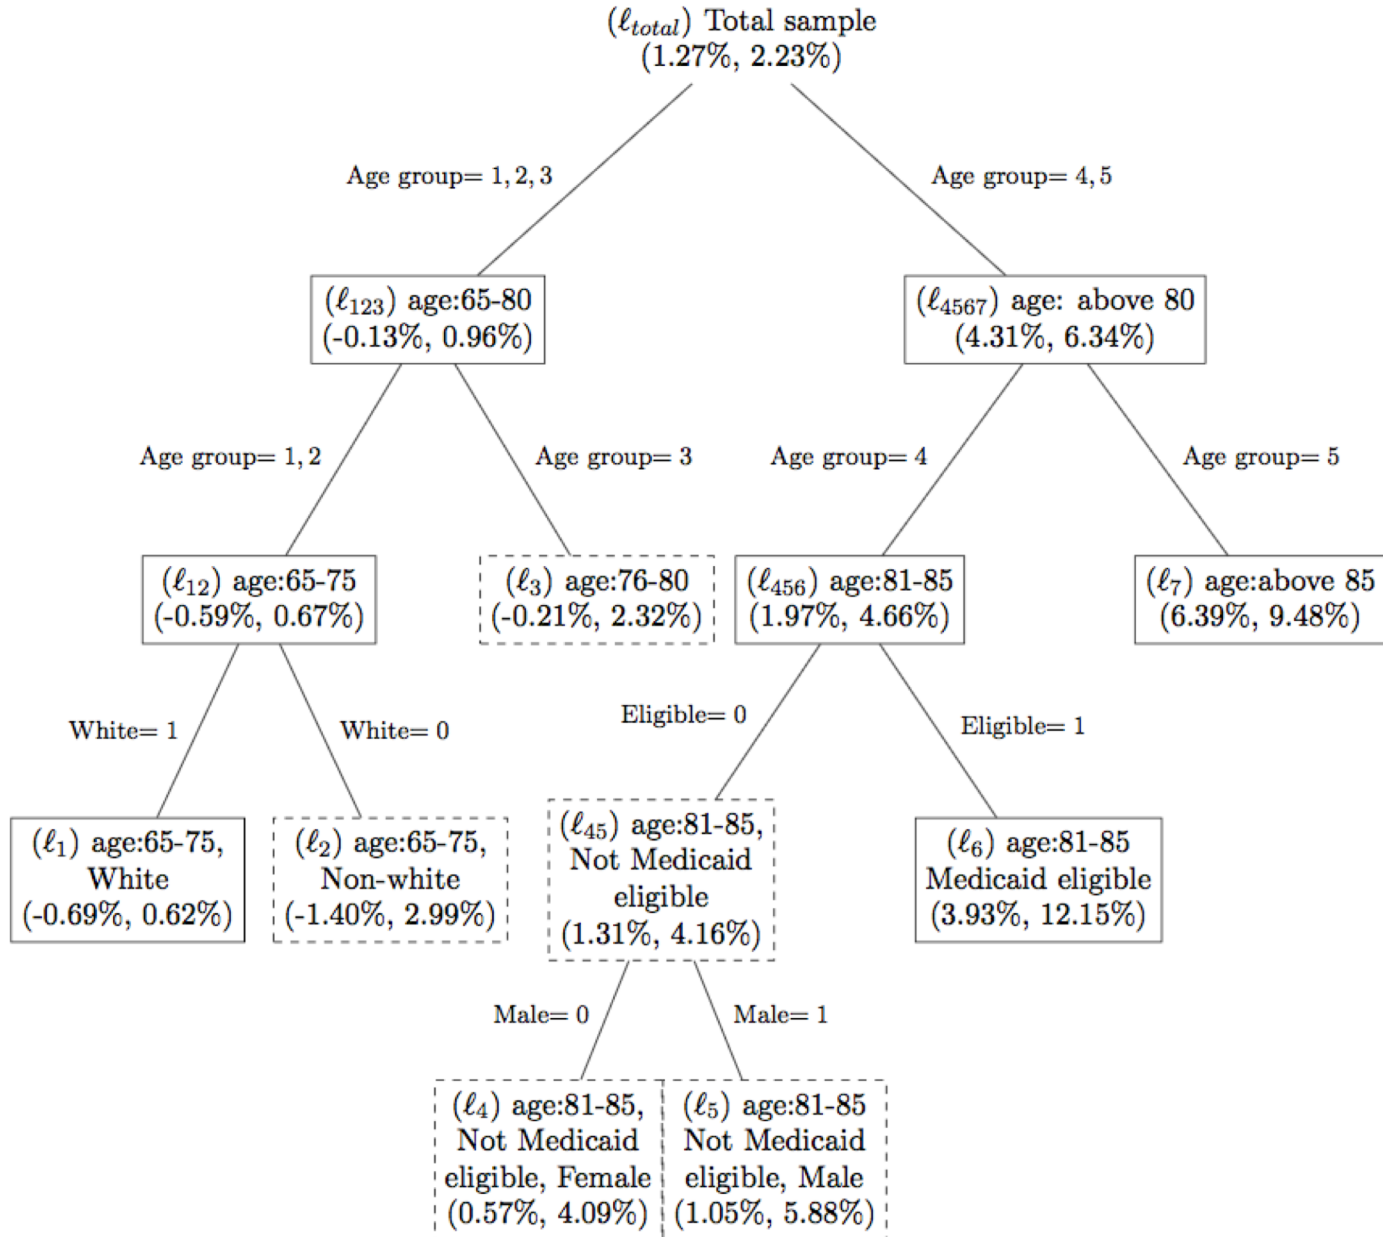 (ℓtotal) Total sample
(1.27%, 2.23%)
Age group= 1, 2, 3
Age group= 4, 5
(ℓ123) age:65-80
(-0.13%, 0.96%)
(ℓ4567) age: above 80
(4.31%, 6.34%)
Age group= 1, 2
Age group= 3
Age group= 4
Age group= 5
(ℓ12) age:65-75
(-0.59%, 0.67%)
(ℓ3) age:76-80
(-0.21%, 2.32%)
(ℓ456) age:81-85
(1.97%, 4.66%)
(ℓ7) age:above 85
(6.39%, 9.48%)
White= 1
White= 0
Eligible= 0
Eligible= 1
(ℓ1) age:65-75,
White
(-0.69%, 0.62%)
(ℓ2) age:65-75,
Non-white
(-1.40%, 2.99%)
(ℓ45) age:81-85,
Not Medicaid
eligible
(1.31%, 4.16%)
(ℓ6) age:81-85
Medicaid eligible
(3.93%, 12.15%)
Male= 0
Male= 1
(ℓ4) age:81-85,
Not Medicaid
eligible, Female
(0.57%, 4.09%)
(ℓ5) age:81-85
Not Medicaid
eligible, Male
(1.05%, 5.88%)